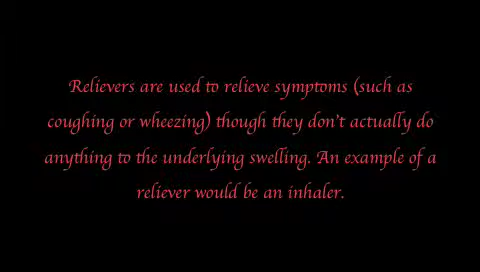 Relievers are used to relieve symptoms (such as
coughing or wheezing) though they don't actually do
anything to the underlying swelling. An example of a
reliever would be an inhaler.